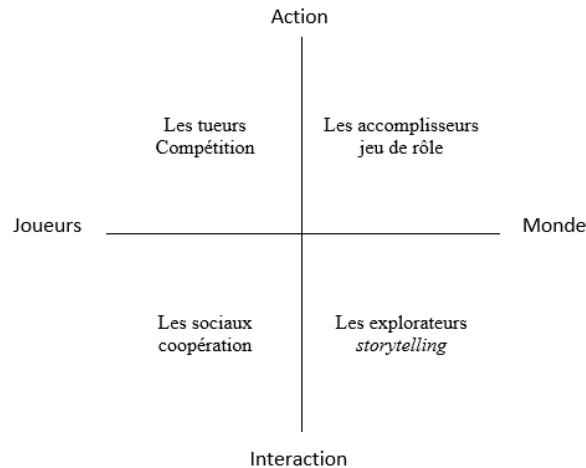 Action
Les tueurs
Compétition
Les accomplisseurs
jeu de rôle
Joueurs
Monde
Les sociaux
coopération
Les explorateurs
storytelling
Interaction